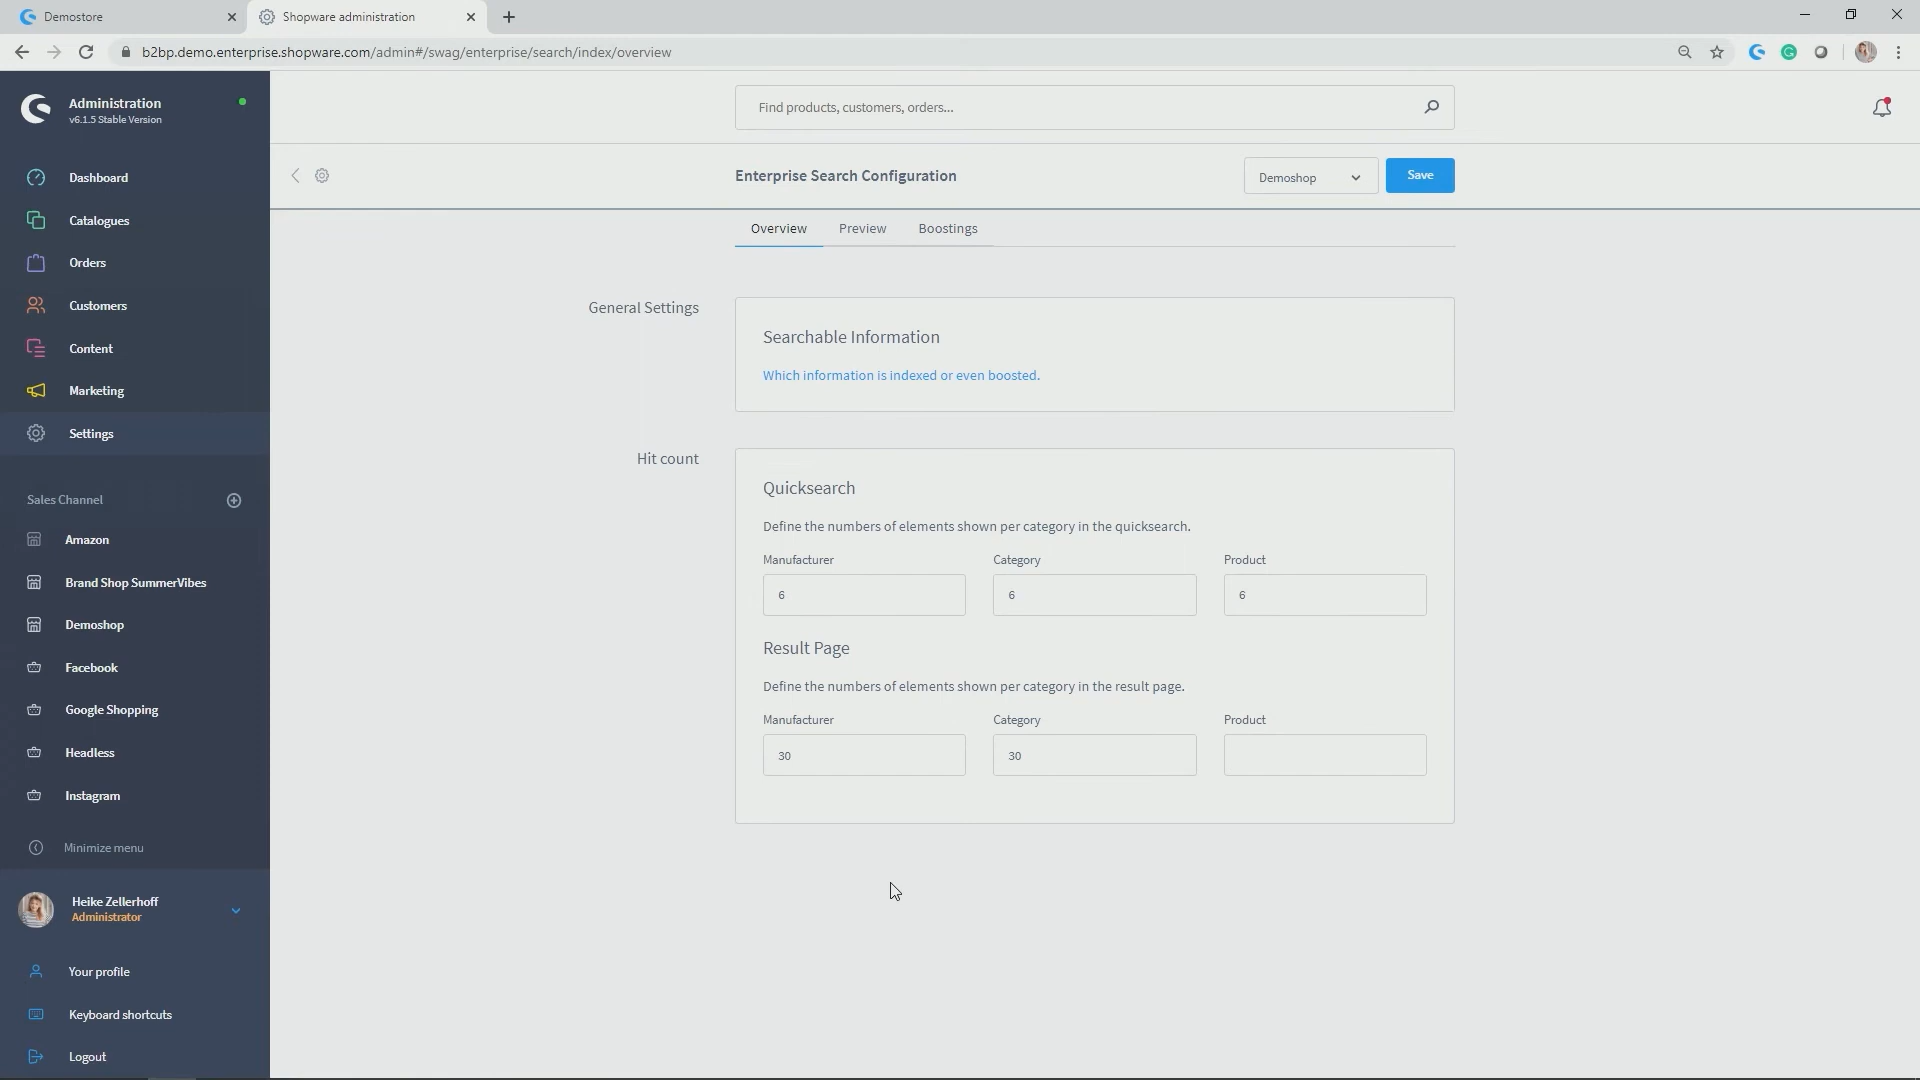 Demostore
Shopware administration
b2bp.demo.enterprise.shopware.com/admin#/swag/enterprise/search/index/overview
Administration
v6.1.5 Stable Version
Find products, customers, orders...
Enterprise Search Configuration
Demoshop
Save
Overview
Preview
Boostings
Dashboard
Catalogues
Orders
Customers
Content
Marketing
Settings
Sales Channel
Amazon
Brand Shop SummerVibes
Demoshop
Facebook
Google Shopping
Headless
Instagram
Minimize menu
Heike Zellerhoff
Administrator
Your profile
Keyboard shortcuts
Logout
General Settings
Searchable Information
Which information is indexed or even boosted.
Hit count
Quicksearch
Define the numbers of elements shown per category in the quicksearch.
Manufacturer
Category
Product
6
6
6
Result Page
Define the numbers of elements shown per category in the result page.
Manufacturer
Category
Product
30
30